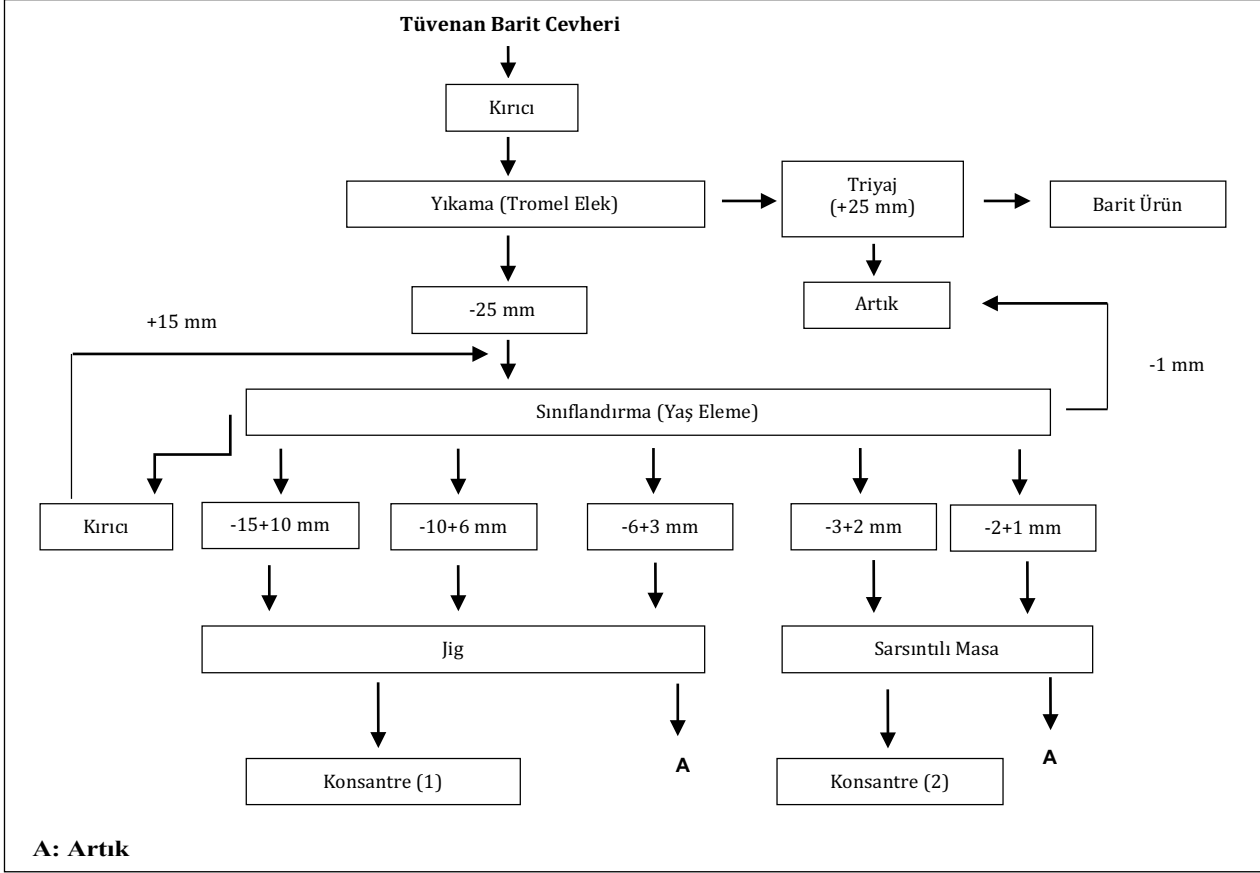 Tüvenan Barit Cevheri
Kırıcı
Yıkama (Tromel Elek)
Triyaj
(+25 mm)
Barit Ürün
-25 mm
Artık
+15 mm
-1 mm
Sınıflandırma (Yaş Eleme)
Kırıcı
-15+10 mm
-10+6 mm
-6+3 mm
-3+2 mm
-2+1 mm
Jig
Sarsıntılı Masa
A
A
Konsantre (1)
Konsantre (2)
A: Artık